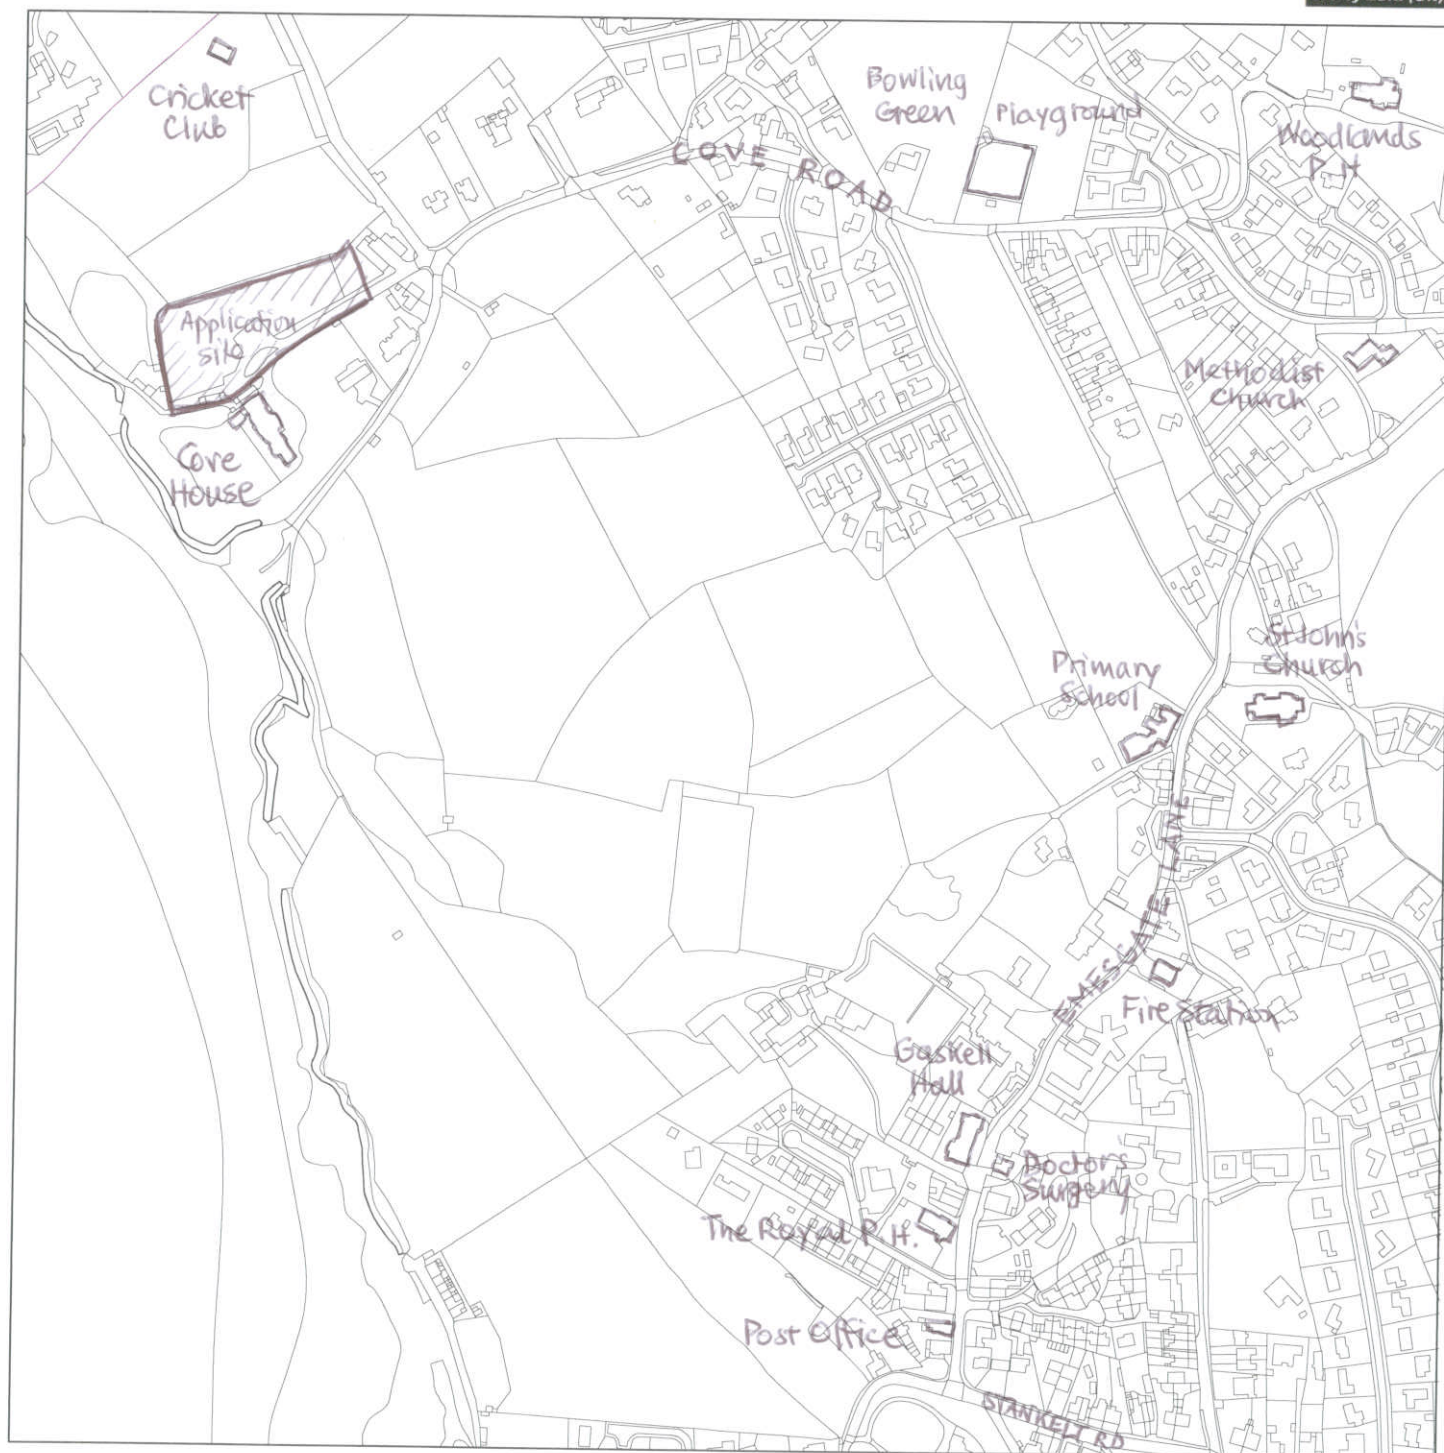 Cricket
Club
Bowling
Green
Playground
Woodlands
P.H
COVE ROAD
Application
site
Methodist
Church
Cove
House
St John's
Church
Primary
School
EMESGATE LANE
Fire Station
Gaskell
Hall
Doctors
Surgery
The Royal P.H.
Post Office
STANKELT RD